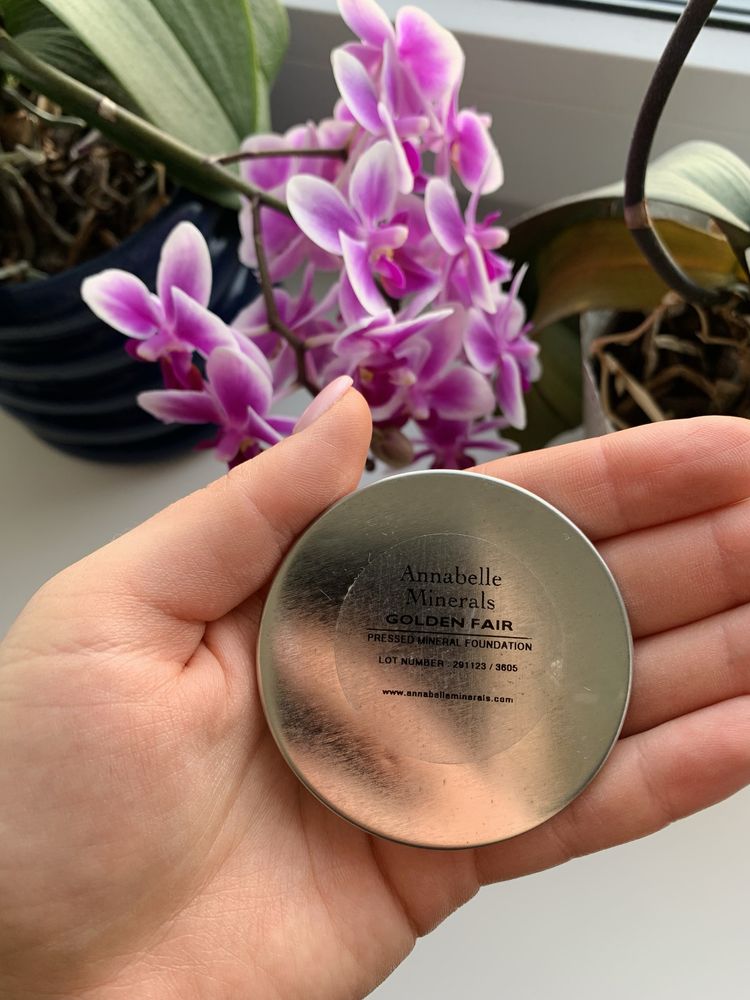 Annabelle
Minerals
GOLDEN FAIR
PRESSED MINERAL FOUNDATION
LOT NUMBER : 291123 / 3605
www.annabelleminerals.com